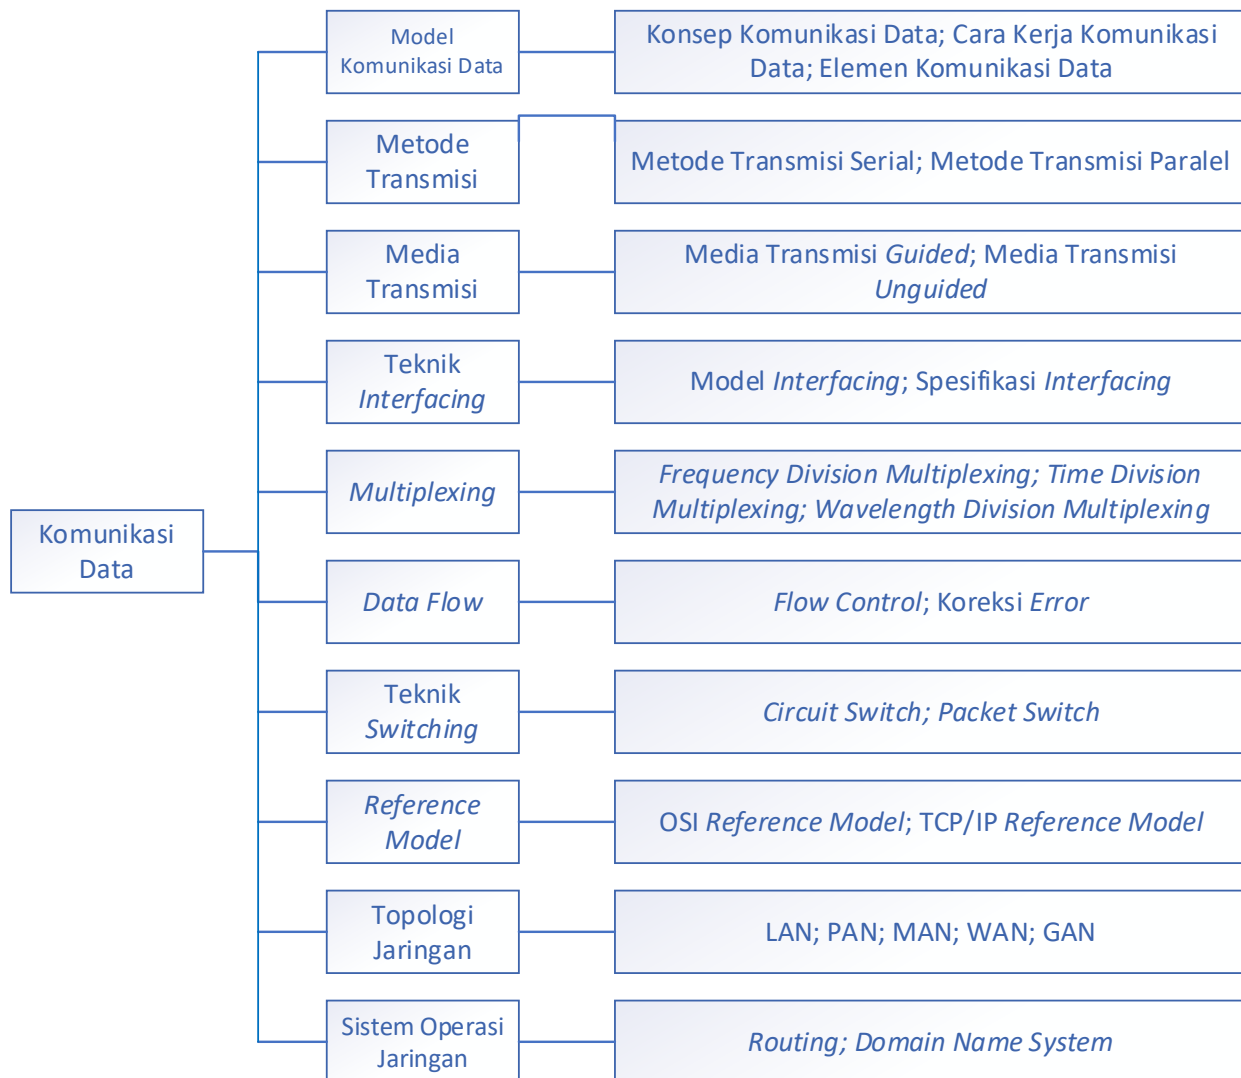 Model
Komunikasi Data
Konsep Komunikasi Data; Cara Kerja Komunikasi
Data; Elemen Komunikasi Data
Metode
Transmisi
Metode Transmisi Serial; Metode Transmisi Paralel
Media
Transmisi
Media Transmisi Guided; Media Transmisi
Unguided
Teknik
Interfacing
Model Interfacing; Spesifikasi Interfacing
Multiplexing
Frequency Division Multiplexing; Time Division
Multiplexing; Wavelength Division Multiplexing
Komunikasi
Data
Data Flow
Flow Control; Koreksi Error
Teknik
Switching
Circuit Switch; Packet Switch
Reference
Model
OSI Reference Model; TCP/IP Reference Model
Topologi
Jaringan
LAN; PAN; MAN; WAN; GAN
Sistem Operasi
Jaringan
Routing; Domain Name System